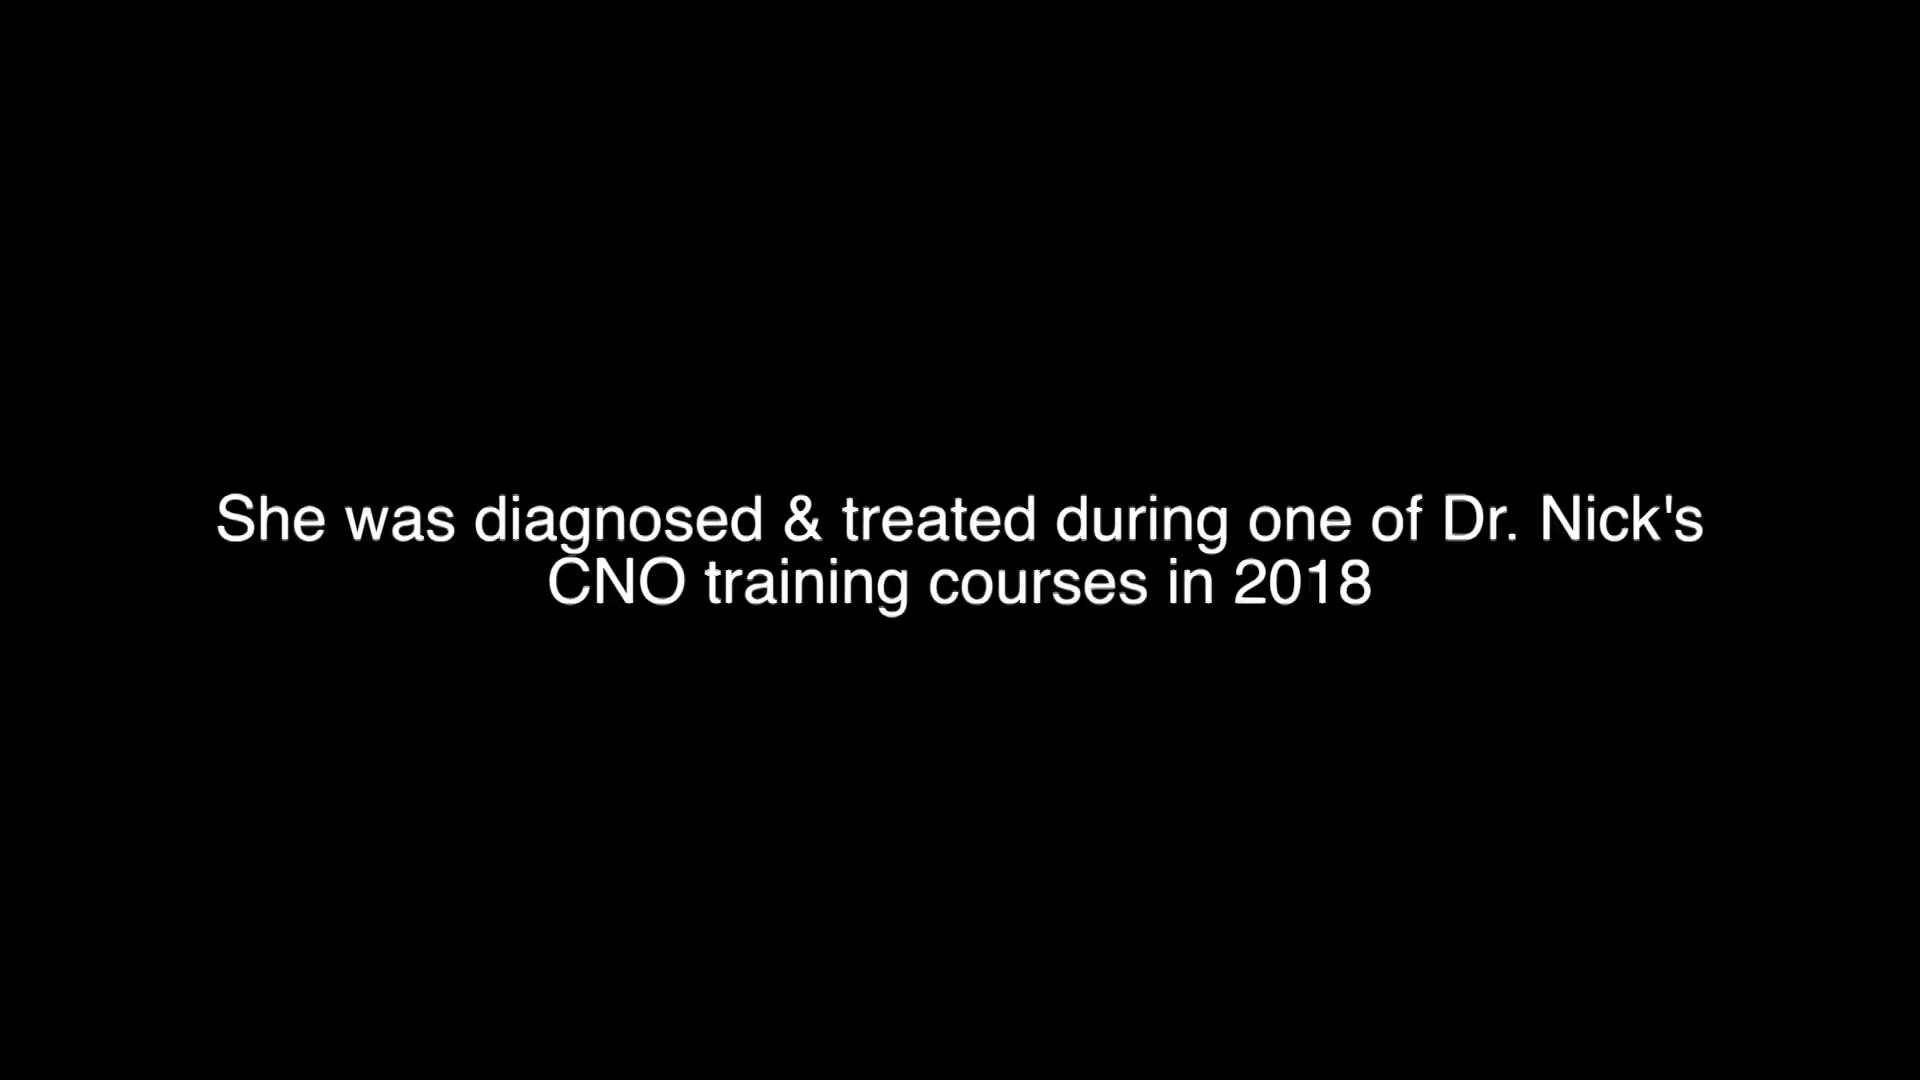 She was diagnosed & treated during one of Dr. Nick's
CNO training courses in 2018